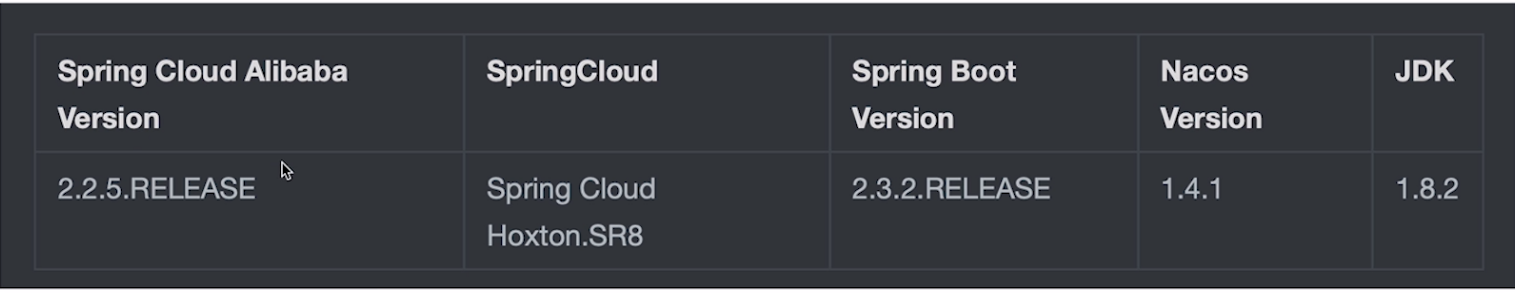 Spring Cloud Alibaba Version
SpringCloud
Spring Boot Version
Nacos Version
JDK
2.2.5.RELEASE
Spring Cloud Hoxton.SR8
2.3.2.RELEASE
1.4.1
1.8.2